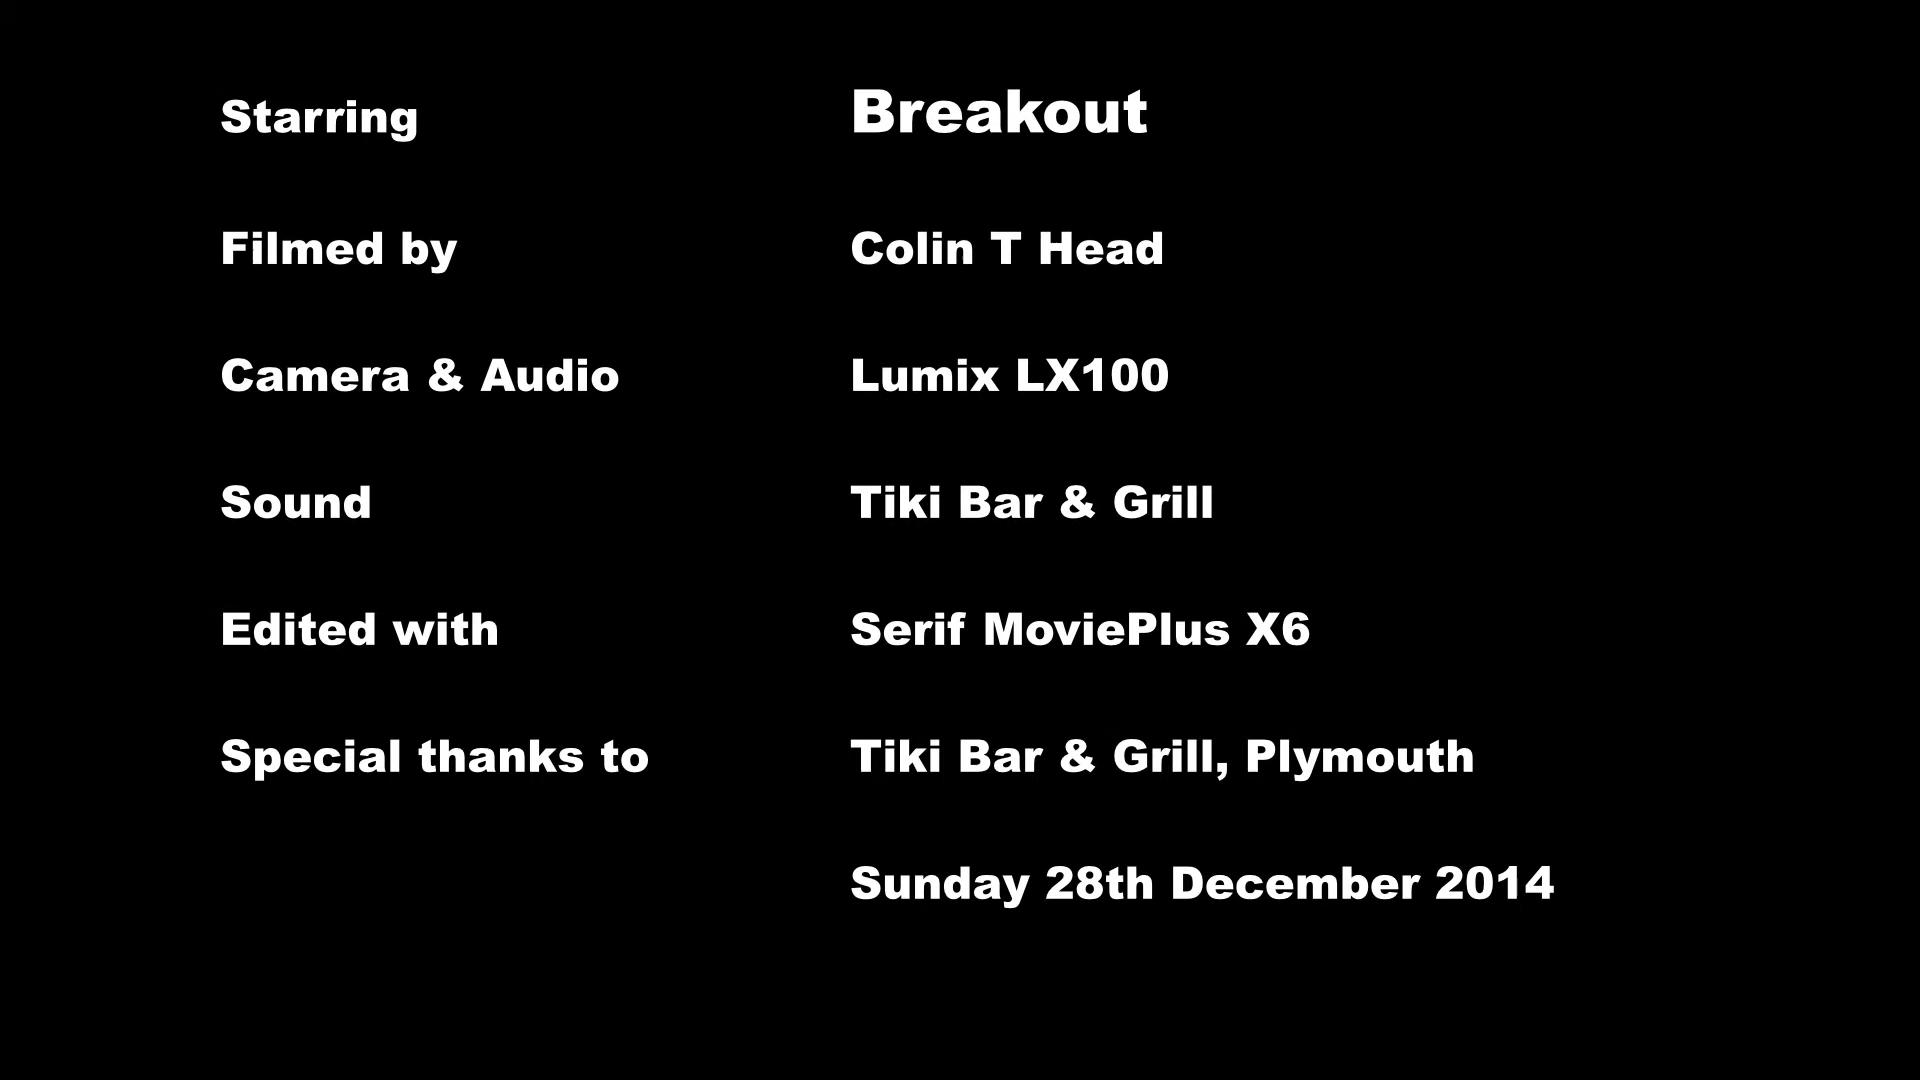 Starring Breakout
Filmed by Colin T Head
Camera & Audio Lumix LX100
Sound Tiki Bar & Grill
Edited with Serif MoviePlus X6
Special thanks to Tiki Bar & Grill, Plymouth
Sunday 28th December 2014